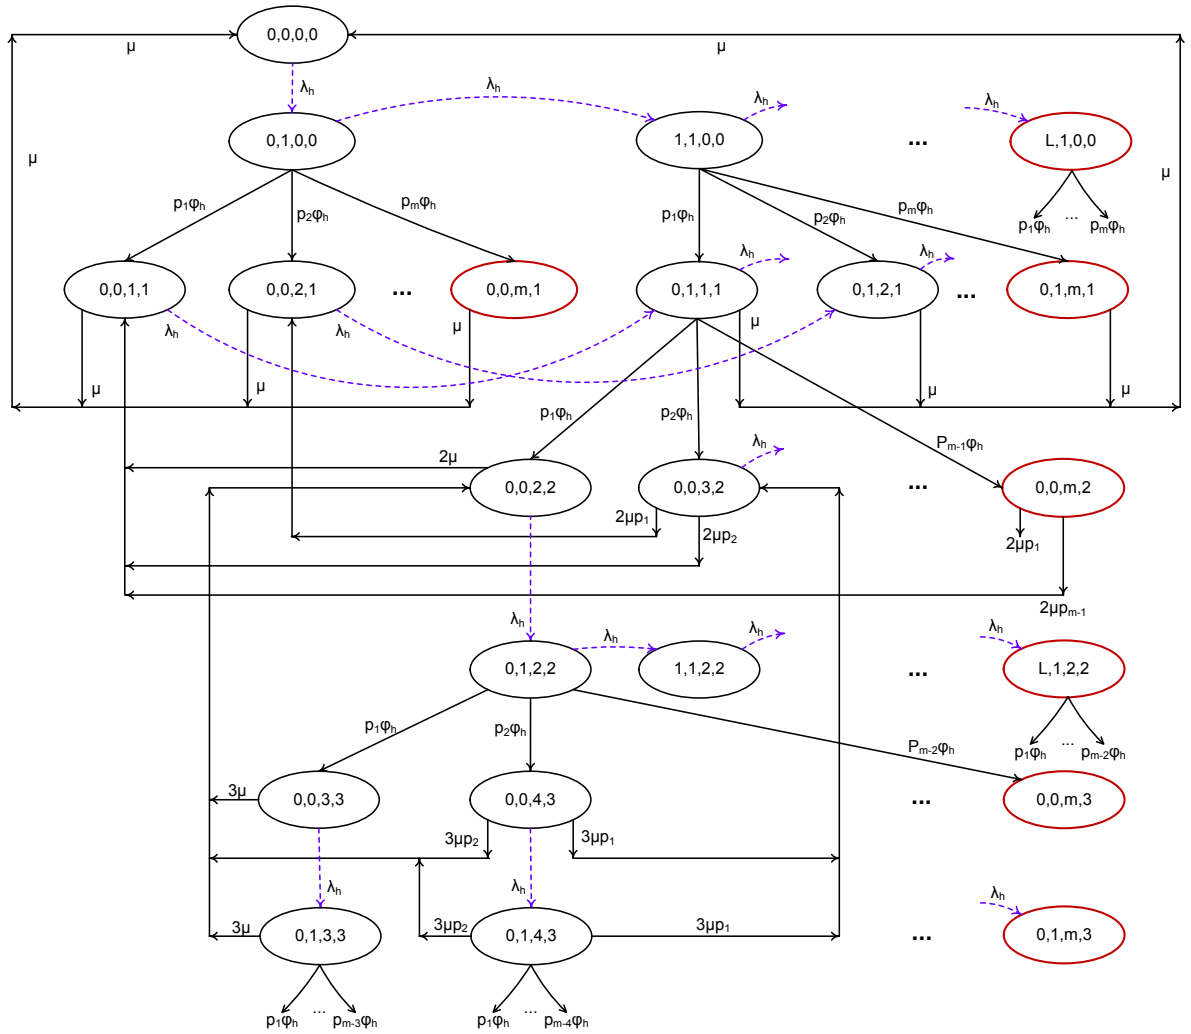 0,0,0,0
μ
μ
λh
λh
λh
λh
0,1,0,0
1,1,0,0
...
L,1,0,0
μ
μ
p1φh
p2φh
pmφh
p1φh
p2φh
pmφh
p1φh
...
pmφh
λh
λh
0,0,1,1
0,0,2,1
...
0,0,m,1
0,1,1,1
0,1,2,1
...
0,1,m,1
λh
λh
μ
μ
μ
μ
μ
μ
p1φh
p2φh
Pm-1φh
λh
2μ
0,0,2,2
0,0,3,2
...
0,0,m,2
2μp1
2μp2
2μp1
2μpm-1
λh
λh
λh
λh
0,1,2,2
1,1,2,2
...
L,1,2,2
p1φh
p2φh
Pm-2φh
p1φh
...
pm-2φh
3μ
0,0,3,3
0,0,4,3
...
0,0,m,3
3μp2
3μp1
λh
λh
λh
3μ
0,1,3,3
3μp2
0,1,4,3
3μp1
...
0,1,m,3
p1φh
...
pm-3φh
p1φh
...
pm-4φh